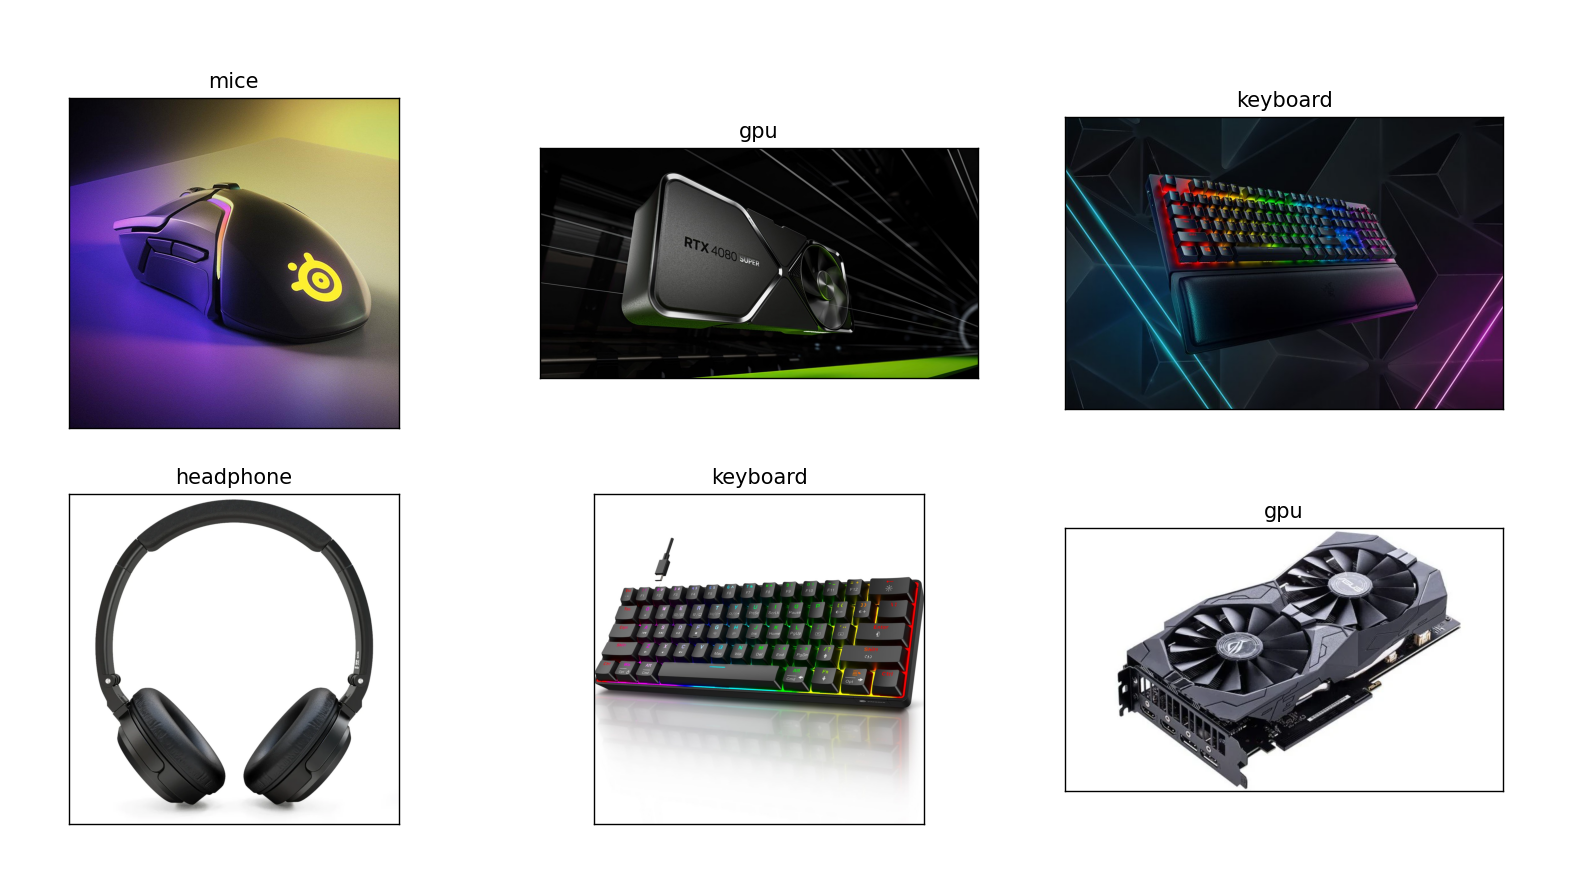 mice
gpu
keyboard
RTX 4080 SUPER
headphone
keyboard
gpu